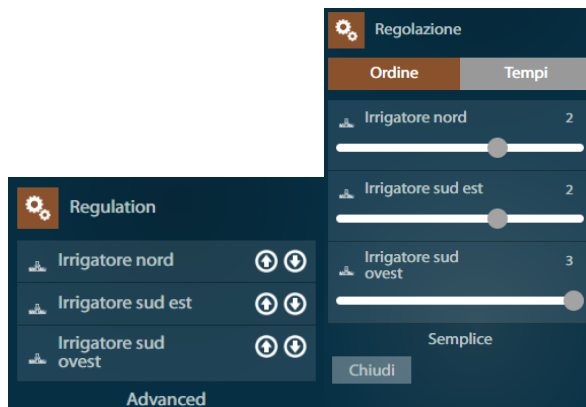 Regulation
Irrigatore nord
Irrigatore sud est
Irrigatore sud
ovest
Advanced
Regolazione
Ordine Tempi
Irrigatore nord 2
Irrigatore sud est 2
Irrigatore sud 3
ovest
Semplice
Chiudi